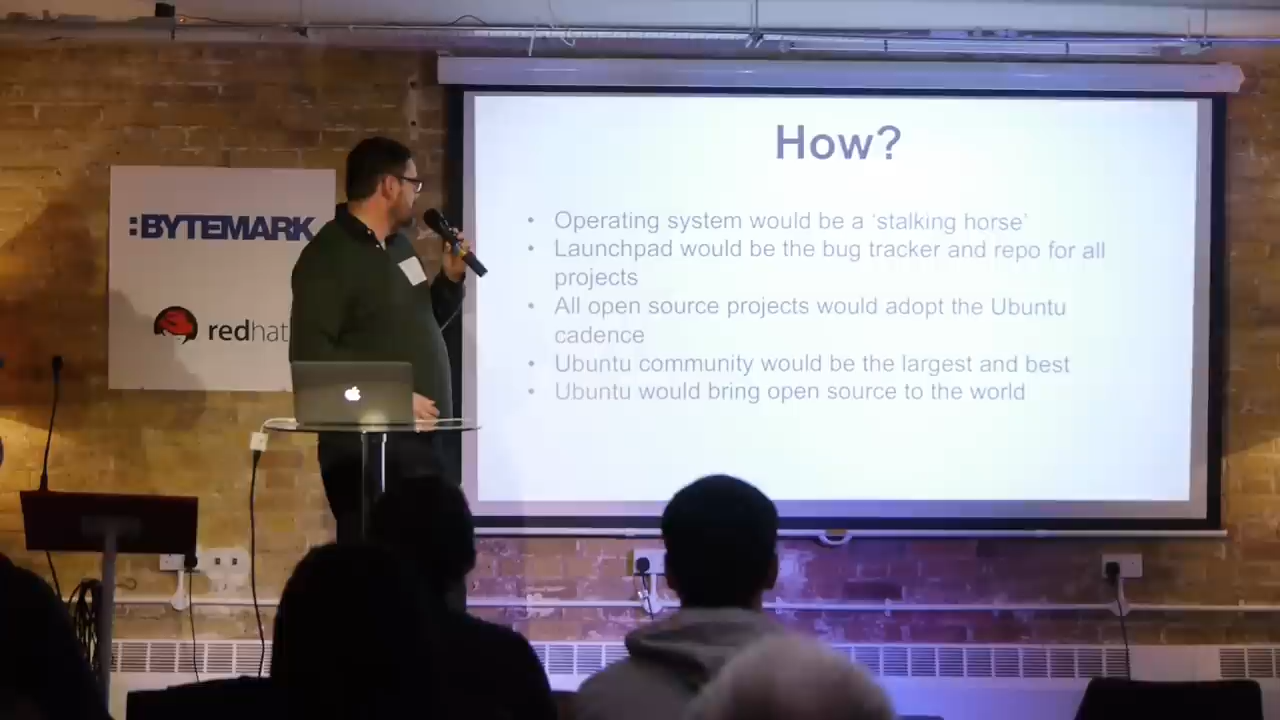 How?
• Operating system would be a ‘stalking horse’
• Launchpad would be the bug tracker and repo for all
projects
• All open source projects would adopt the Ubuntu
cadence
• Ubuntu community would be the largest and best
• Ubuntu would bring open source to the world
:BYTEMARK
redhat